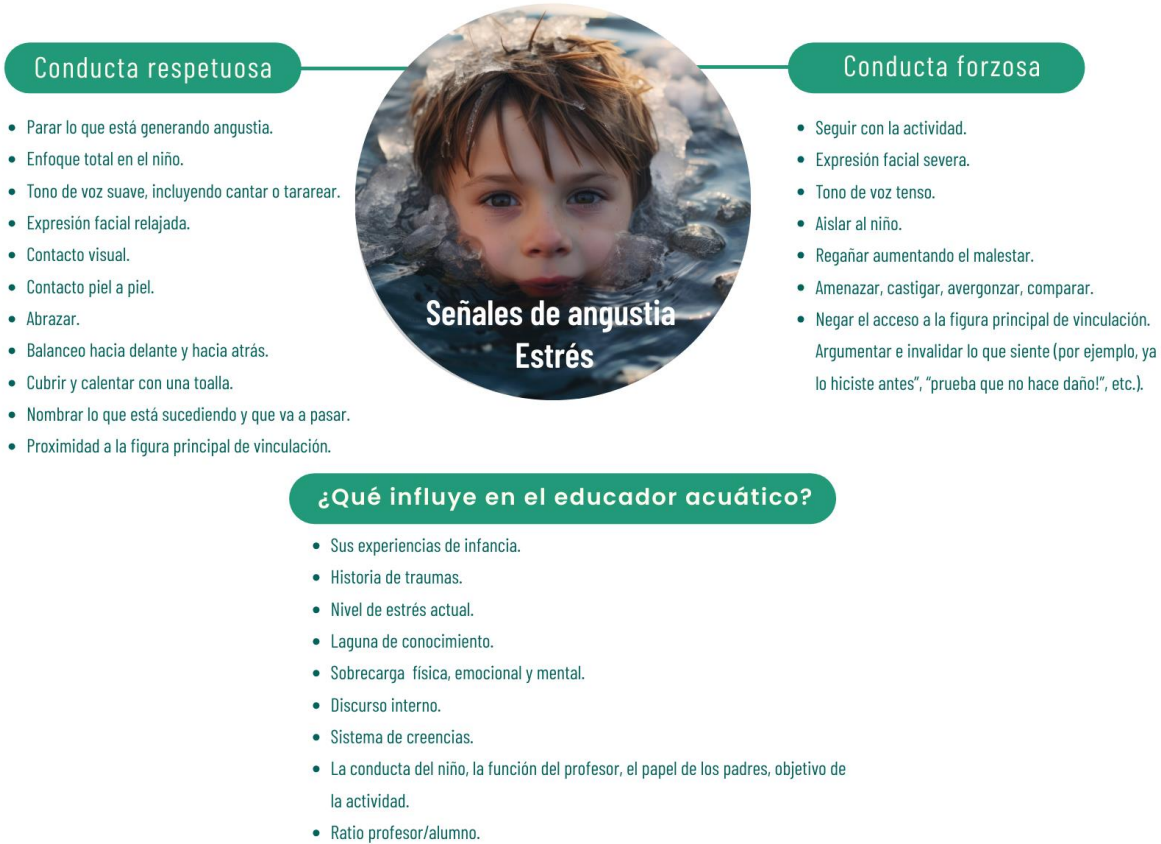 Conducta respetuosa
• Parar lo que está generando angustia.
• Enfoque total en el niño.
• Tono de voz suave, incluyendo cantar o tararear.
• Expresión facial relajada.
• Contacto visual.
• Contacto piel a piel.
• Abrazar.
• Balanceo hacia delante y hacia atrás.
• Cubrir y calentar con una toalla.
• Nombrar lo que está sucediendo y que va a pasar.
• Proximidad a la figura principal de vinculación.
Señales de angustia
Estrés
Conducta forzosa
• Seguir con la actividad.
• Expresión facial severa.
• Tono de voz tenso.
• Aislar al niño.
• Regañar aumentando el malestar.
• Amenazar, castigar, avergonzar, comparar.
• Negar el acceso a la figura principal de vinculación.
Argumentar e invalidar lo que siente (por ejemplo, ya
lo hiciste antes”, “prueba que no hace daño!”, etc.).
¿Qué influye en el educador acuático?
• Sus experiencias de infancia.
• Historia de traumas.
• Nivel de estrés actual.
• Laguna de conocimiento.
• Sobrecarga física, emocional y mental.
• Discurso interno.
• Sistema de creencias.
• La conducta del niño, la función del profesor, el papel de los padres, objetivo de
la actividad.
• Ratio profesor/alumno.